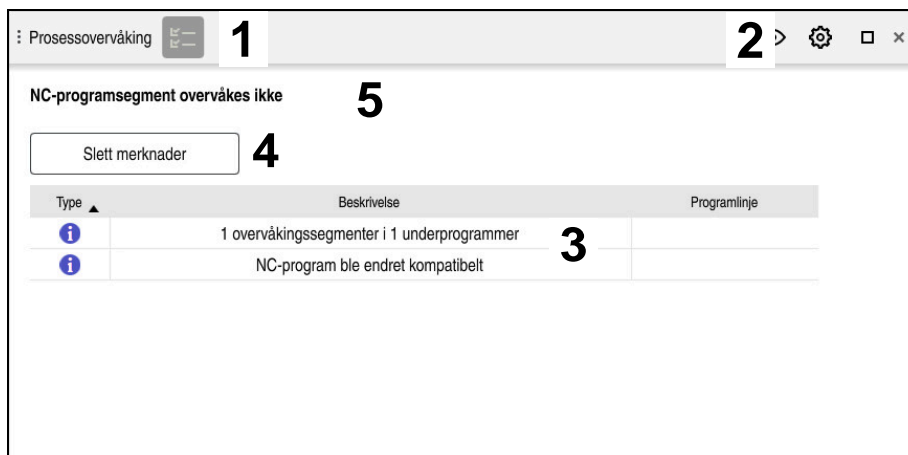 Prosessovervåking 1 2
NC-programsegment overvåkes ikke 5
Slett merknader 4
Type Beskrivelse Programlinje
1 overvåkingssegmenter i 1 underprogrammer 3
NC-program ble endret kompatibelt